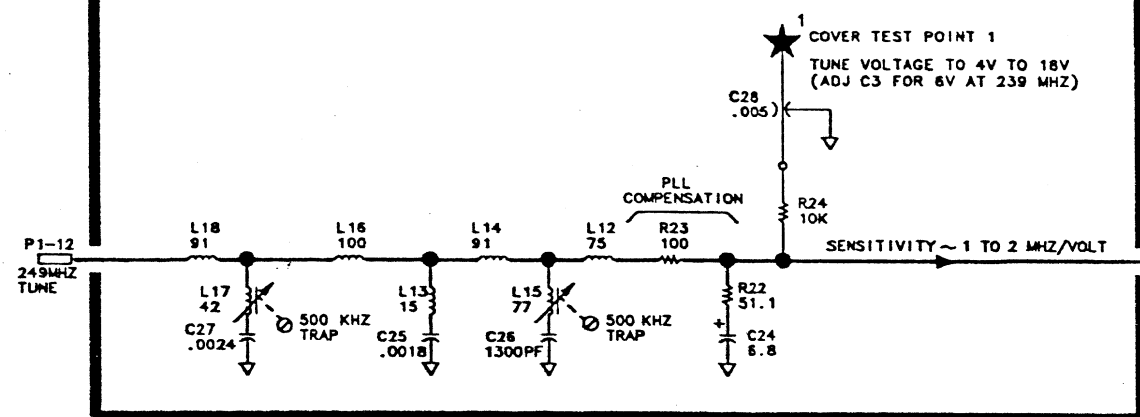 1
COVER TEST POINT 1
TUNE VOLTAGE TO 4V TO 18V
(ADJ C3 FOR 6V AT 239 MHZ)
C28
.005
PLL
COMPENSATION
R24
10K
L18
91
L16
100
L14
91
L12
75
R23
100
P1-12
249MHZ
TUNE
SENSITIVITY ~ 1 TO 2 MHZ/VOLT
L17
42
C27
.0024
500 KHZ
TRAP
L13
15
C25
.0018
L15
77
C26
1300PF
500 KHZ
TRAP
R22
51.1
+
C24
6.8